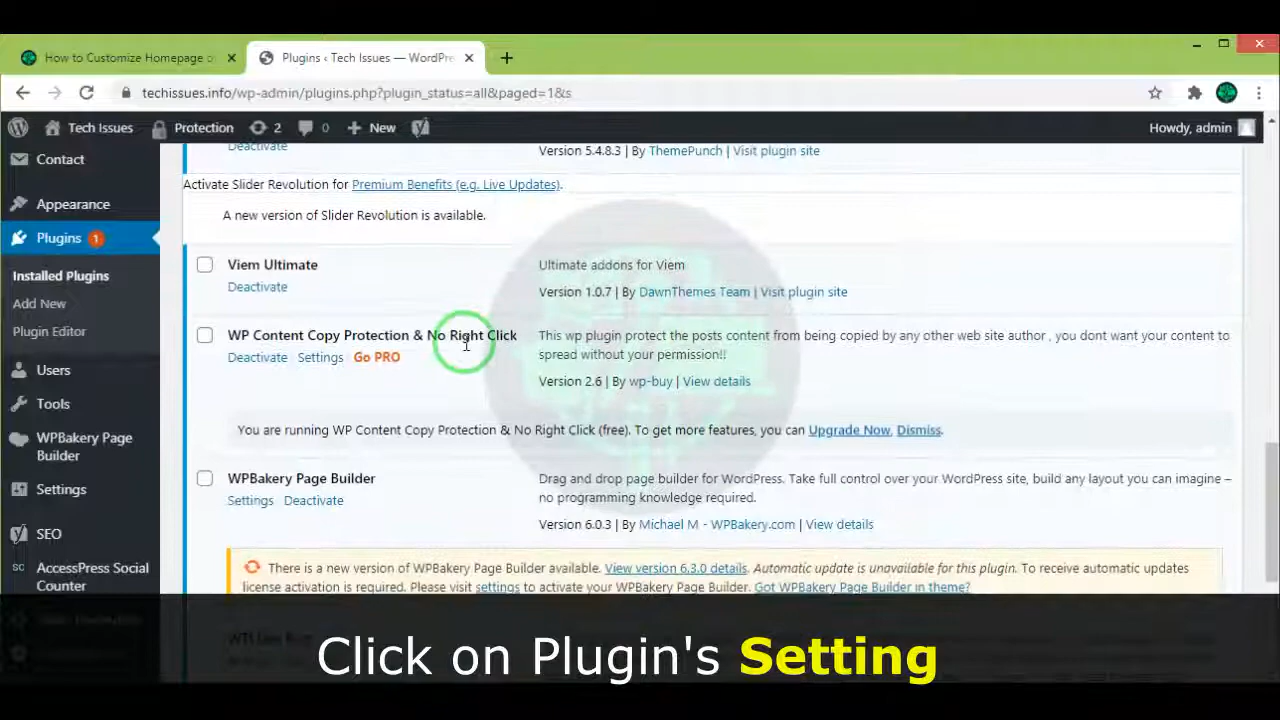 How to Customize Homepage o
Plugins ‹ Tech Issues — WordPre
techissues.info/wp-admin/plugins.php?plugin_status=all&paged=1&s
Tech Issues Protection 2 0 New Howdy, admin
Contact
Appearance
Plugins 1
Installed Plugins
Add New
Plugin Editor
Users
Tools
WPBakery Page
Builder
Settings
SEO
SC AccessPress Social
Counter
Deactivate
Version 5.4.8.3 | By ThemePunch | Visit plugin site
Activate Slider Revolution for Premium Benefits (e.g. Live Updates).
A new version of Slider Revolution is available.
Viem Ultimate
Deactivate
Ultimate addons for Viem
Version 1.0.7 | By DawnThemes Team | Visit plugin site
WP Content Copy Protection & No Right Click
Deactivate Settings Go PRO
This wp plugin protect the posts content from being copied by any other web site author , you dont want your content to
spread without your permission!!
Version 2.6 | By wp-buy | View details
You are running WP Content Copy Protection & No Right Click (free). To get more features, you can Upgrade Now, Dismiss.
WPBakery Page Builder
Settings Deactivate
Drag and drop page builder for WordPress. Take full control over your WordPress site, build any layout you can imagine –
no programming knowledge required.
Version 6.0.3 | By Michael M - WPBakery.com | View details
There is a new version of WPBakery Page Builder available. View version 6.3.0 details. Automatic update is unavailable for this plugin. To receive automatic updates
license activation is required. Please visit settings to activate your WPBakery Page Builder. Got WPBakery Page Builder in theme?
Click on Plugin's Setting